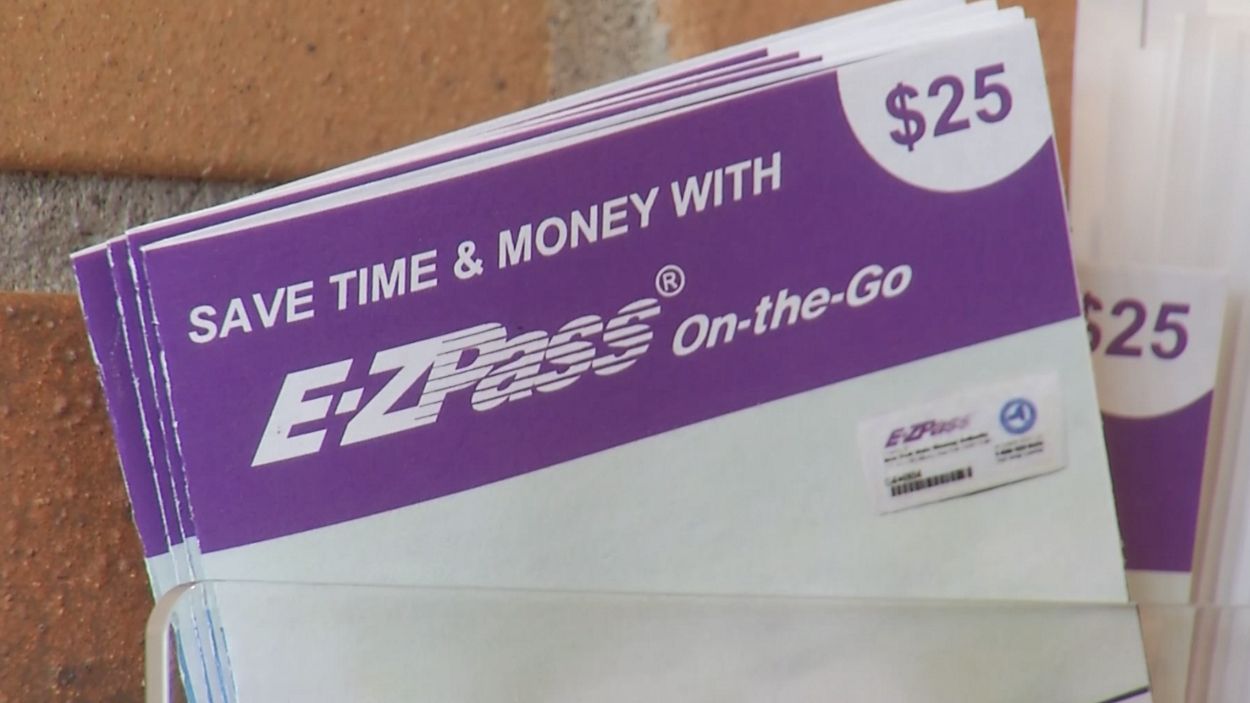 $25
SAVE TIME & MONEY WITH
E-ZPass® On-the-Go
E-ZPass
$25